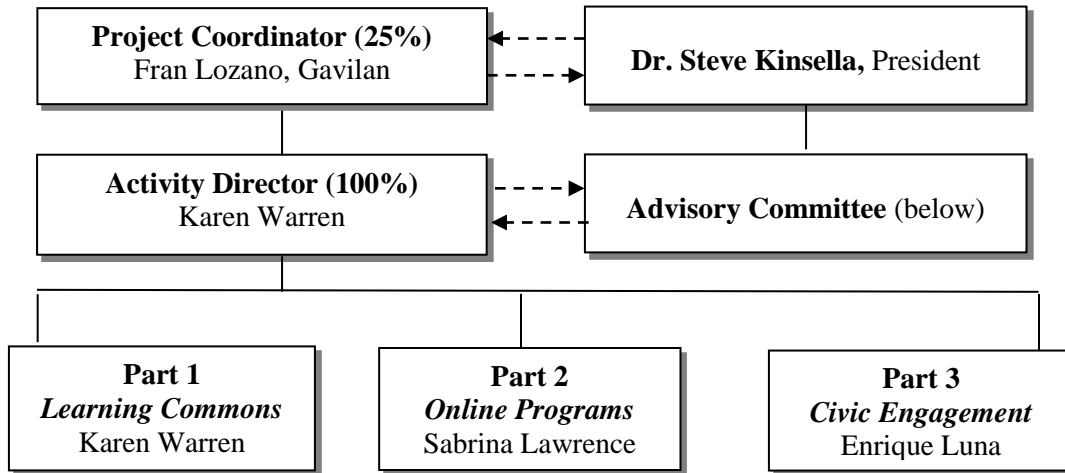 Project Coordinator (25%)
Fran Lozano, Gavilan
Dr. Steve Kinsella, President
Activity Director (100%)
Karen Warren
Advisory Committee (below)
Part 1
Learning Commons
Karen Warren
Part 2
Online Programs
Sabrina Lawrence
Part 3
Civic Engagement
Enrique Luna